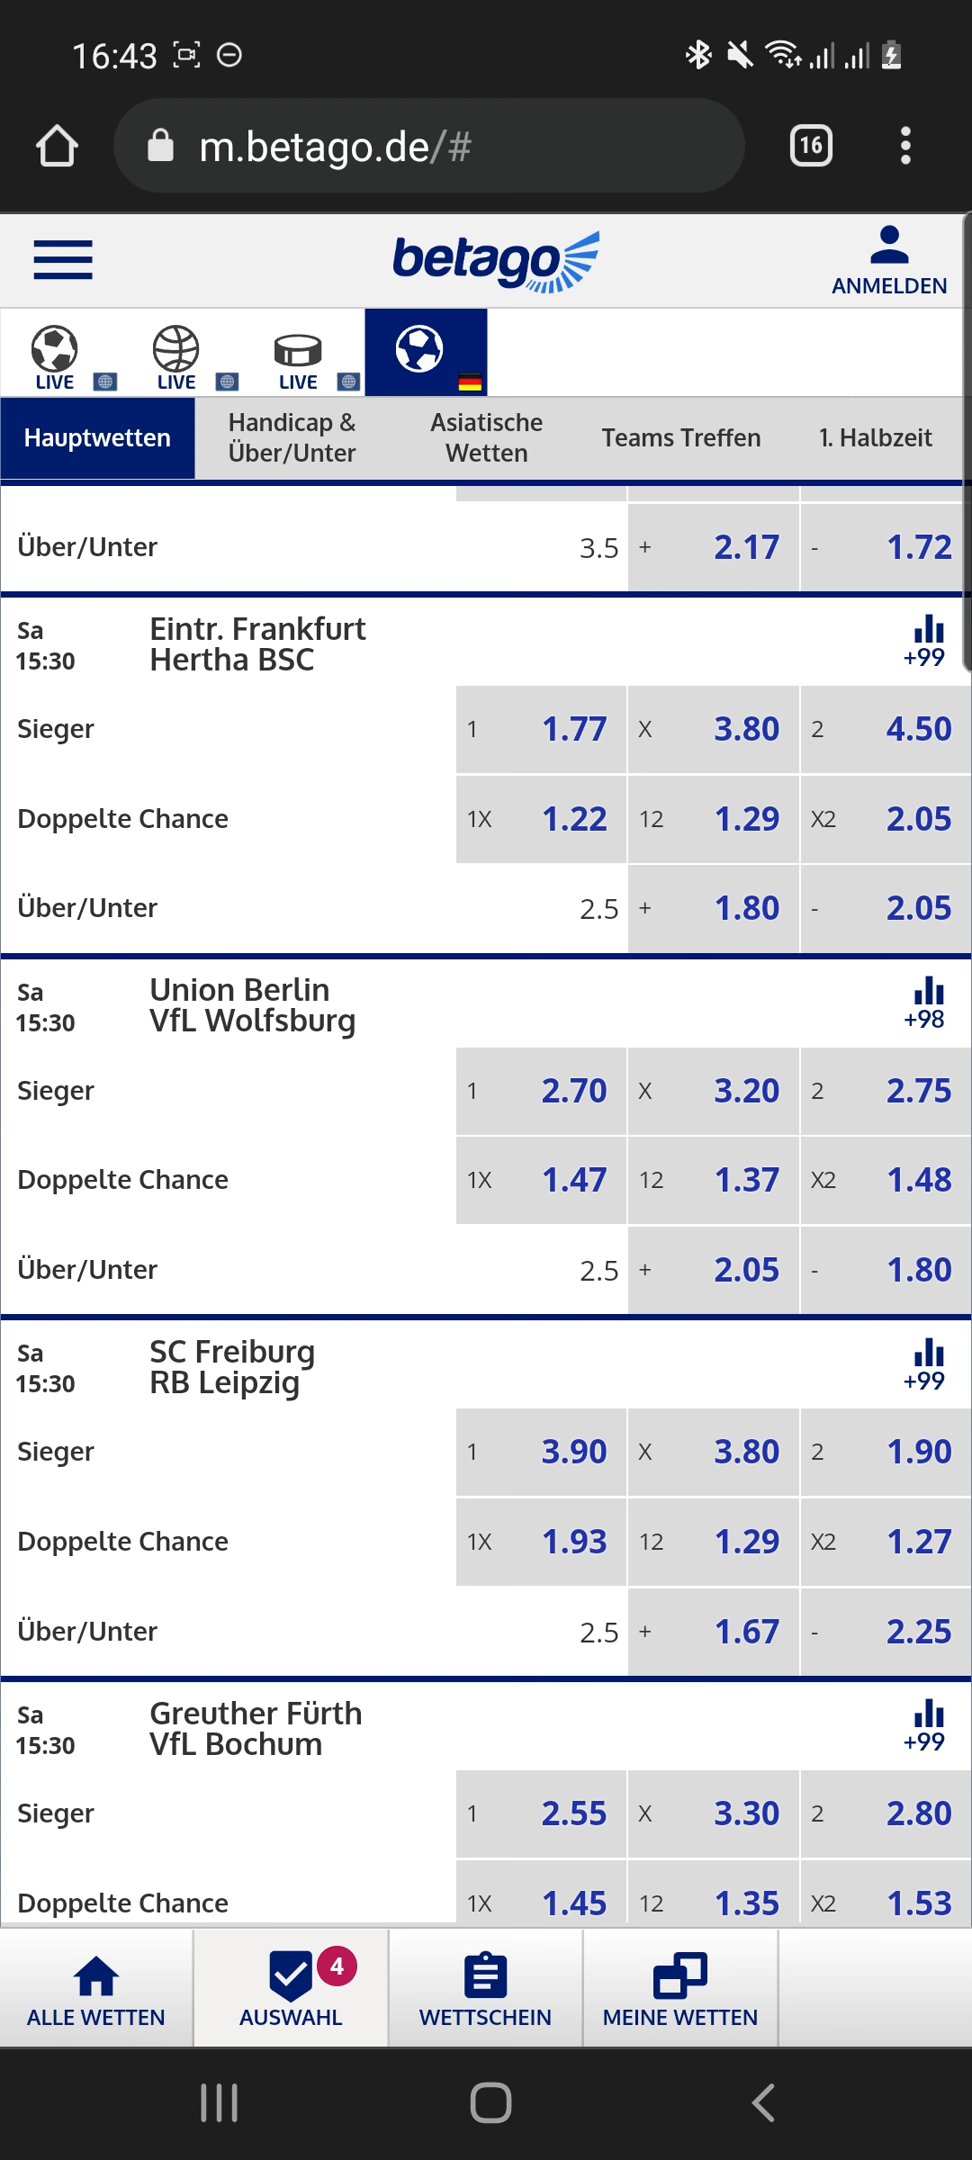 16:43
m.betago.de/#
16
betago
ANMELDEN
LIVE LIVE LIVE
Hauptwetten
Handicap &
Über/Unter
Asiatische
Wetten
Teams Treffen
1. Halbzeit
Über/Unter 3.5 + 2.17 - 1.72
Sa
15:30
Eintr. Frankfurt
Hertha BSC
+99
Sieger 1 1.77 X 3.80 2 4.50
Doppelte Chance 1X 1.22 12 1.29 X2 2.05
Über/Unter 2.5 + 1.80 - 2.05
Sa
15:30
Union Berlin
VfL Wolfsburg
+98
Sieger 1 2.70 X 3.20 2 2.75
Doppelte Chance 1X 1.47 12 1.37 X2 1.48
Über/Unter 2.5 + 2.05 - 1.80
Sa
15:30
SC Freiburg
RB Leipzig
+99
Sieger 1 3.90 X 3.80 2 1.90
Doppelte Chance 1X 1.93 12 1.29 X2 1.27
Über/Unter 2.5 + 1.67 - 2.25
Sa
15:30
Greuther Fürth
VfL Bochum
+99
Sieger 1 2.55 X 3.30 2 2.80
Doppelte Chance 1X 1.45 12 1.35 X2 1.53
4
ALLE WETTEN AUSWAHL WETTSCHEIN MEINE WETTEN